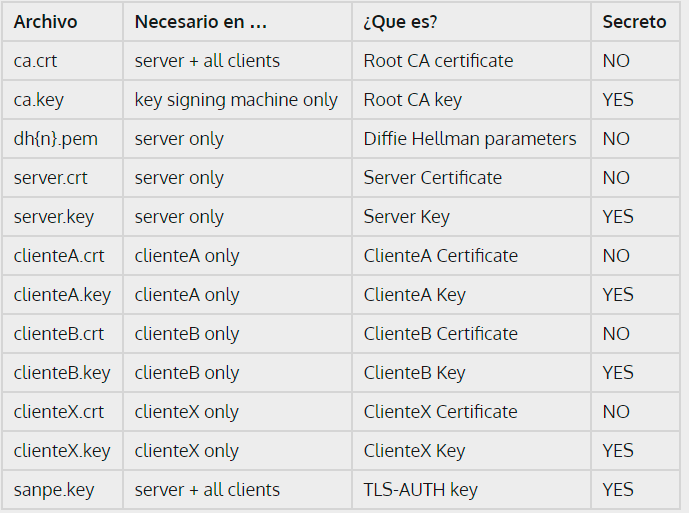 Archivo Necesario en ... ¿Que es? Secreto
ca.crt server + all clients Root CA certificate NO
ca.key key signing machine only Root CA key YES
dh{n}.pem server only Diffie Hellman parameters NO
server.crt server only Server Certificate NO
server.key server only Server Key YES
clienteA.crt clienteA only ClienteA Certificate NO
clienteA.key clienteA only ClienteA Key YES
clienteB.crt clienteB only ClienteB Certificate NO
clienteB.key clienteB only ClienteB Key YES
clienteX.crt clienteX only ClienteX Certificate NO
clienteX.key clienteX only ClienteX Key YES
sanpe.key server + all clients TLS-AUTH key YES